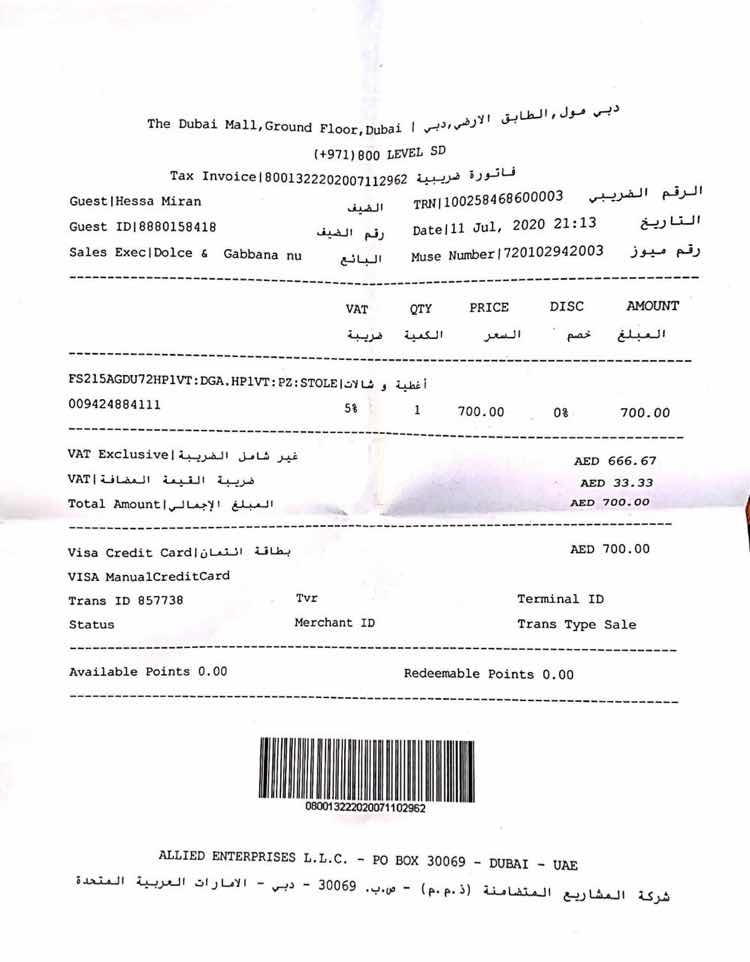 The Dubai Mall,Ground Floor,Dubai | دبي مول,الطابق الارضي,دبي
(+971)800 LEVEL SD
Tax Invoice|8001322202007112962 فاتورة ضريبية
Guest|Hessa Miran الضيف TRN|100258468600003 الرقم الضريبي
Guest ID|8880158418 رقم الضيف Date|11 Jul, 2020 21:13 التاريخ
Sales Exec|Dolce & Gabbana nu البائع Muse Number|720102942003 رقم ميوز
VAT QTY PRICE DISC AMOUNT
ضريبة الكمية السعر خصم المبلغ
FS215AGDU72HP1VT:DGA.HP1VT:PZ:STOLE|أغطية و شالات
009424884111 5% 1 700.00 0% 700.00
VAT Exclusive|غير شامل الضريبة AED 666.67
VAT|ضريبة القيمة المضافة AED 33.33
Total Amount|المبلغ الإجمالي AED 700.00
Visa Credit Card|بطاقة ائتمان AED 700.00
VISA ManualCreditCard
Trans ID 857738 Tvr Terminal ID
Status Merchant ID Trans Type Sale
Available Points 0.00 Redeemable Points 0.00
080013222020071102962
ALLIED ENTERPRISES L.L.C. - PO BOX 30069 - DUBAI - UAE
شركة المشاريع المتضامنة (ذ.م.م) - ص.ب. 30069 - دبي - الامارات العربية المتحدة